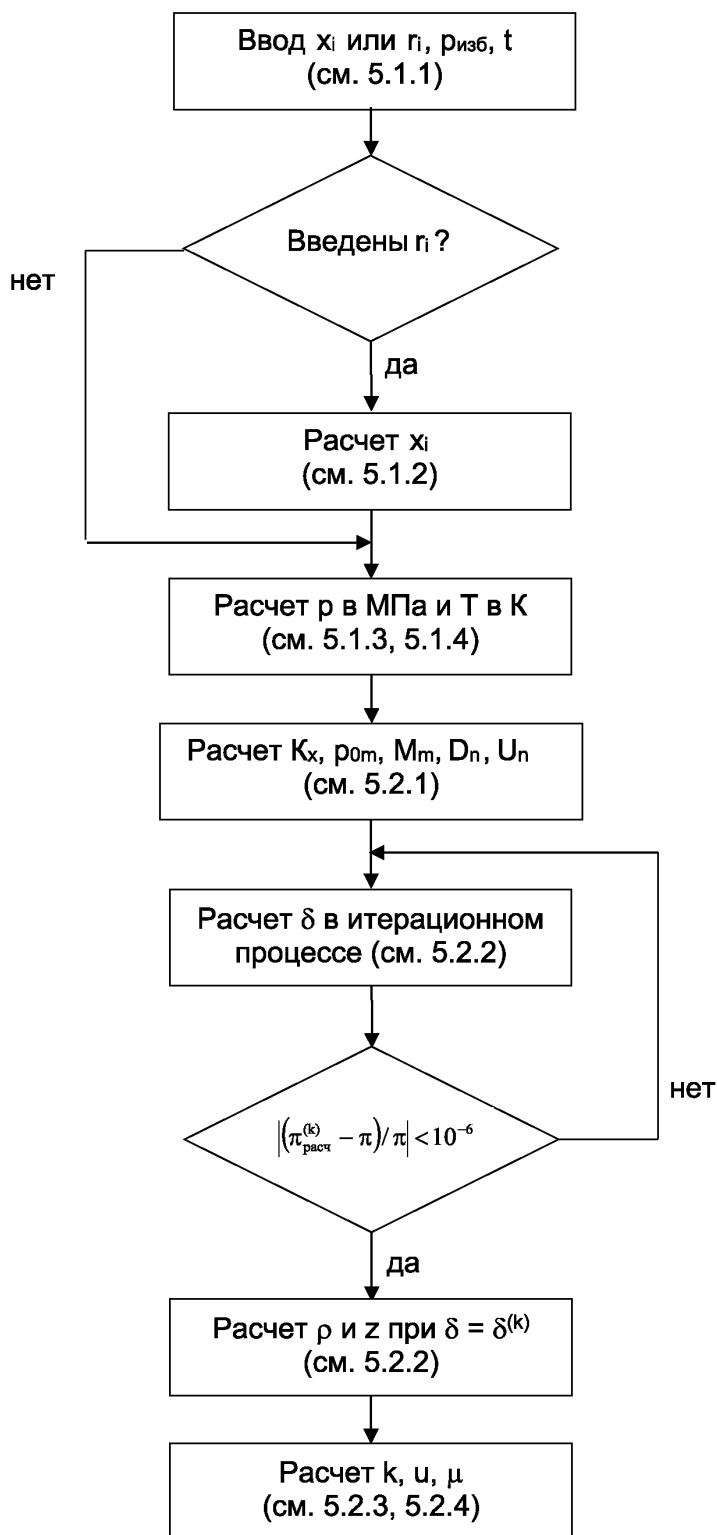 Ввод xᵢ или rᵢ, pизб, t
(см. 5.1.1)
Введены rᵢ ?
нет
да
Расчет xᵢ
(см. 5.1.2)
Расчет p в МПа и Т в К
(см. 5.1.3, 5.1.4)
Расчет Kx, p0m, Mm, Dn, Un
(см. 5.2.1)
Расчет δ в итерационном
процессе (см. 5.2.2)
нет
|(π(k)расч − π)/π| < 10⁻⁶
да
Расчет ρ и z при δ = δ(k)
(см. 5.2.2)
Расчет k, u, μ
(см. 5.2.3, 5.2.4)